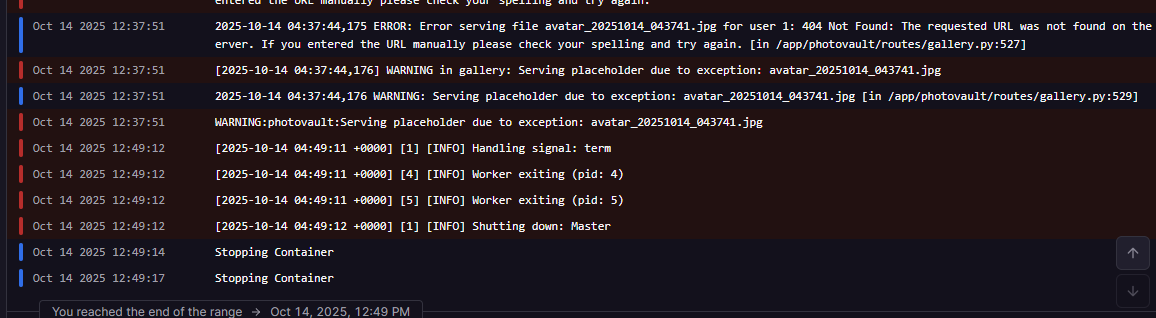 entered the URL manually please check your spelling and try again.
Oct 14 2025 12:37:51 2025-10-14 04:37:44,175 ERROR: Error serving file avatar_20251014_043741.jpg for user 1: 404 Not Found: The requested URL was not found on the
erver. If you entered the URL manually please check your spelling and try again. [in /app/photovault/routes/gallery.py:527]
Oct 14 2025 12:37:51 [2025-10-14 04:37:44,176] WARNING in gallery: Serving placeholder due to exception: avatar_20251014_043741.jpg
Oct 14 2025 12:37:51 2025-10-14 04:37:44,176 WARNING: Serving placeholder due to exception: avatar_20251014_043741.jpg [in /app/photovault/routes/gallery.py:529]
Oct 14 2025 12:37:51 WARNING:photovault:Serving placeholder due to exception: avatar_20251014_043741.jpg
Oct 14 2025 12:49:12 [2025-10-14 04:49:11 +0000] [1] [INFO] Handling signal: term
Oct 14 2025 12:49:12 [2025-10-14 04:49:11 +0000] [4] [INFO] Worker exiting (pid: 4)
Oct 14 2025 12:49:12 [2025-10-14 04:49:11 +0000] [5] [INFO] Worker exiting (pid: 5)
Oct 14 2025 12:49:12 [2025-10-14 04:49:12 +0000] [1] [INFO] Shutting down: Master
Oct 14 2025 12:49:14 Stopping Container
Oct 14 2025 12:49:17 Stopping Container
You reached the end of the range → Oct 14, 2025, 12:49 PM